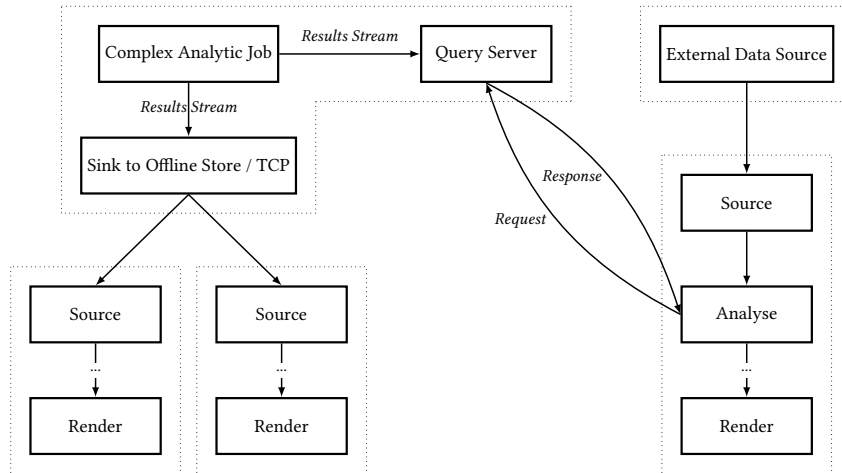 Results Stream
Complex Analytic Job
Query Server
External Data Source
Results Stream
Sink to Offline Store / TCP
Response
Source
Request
Source
Source
Analyse
...
...
...
Render
Render
Render